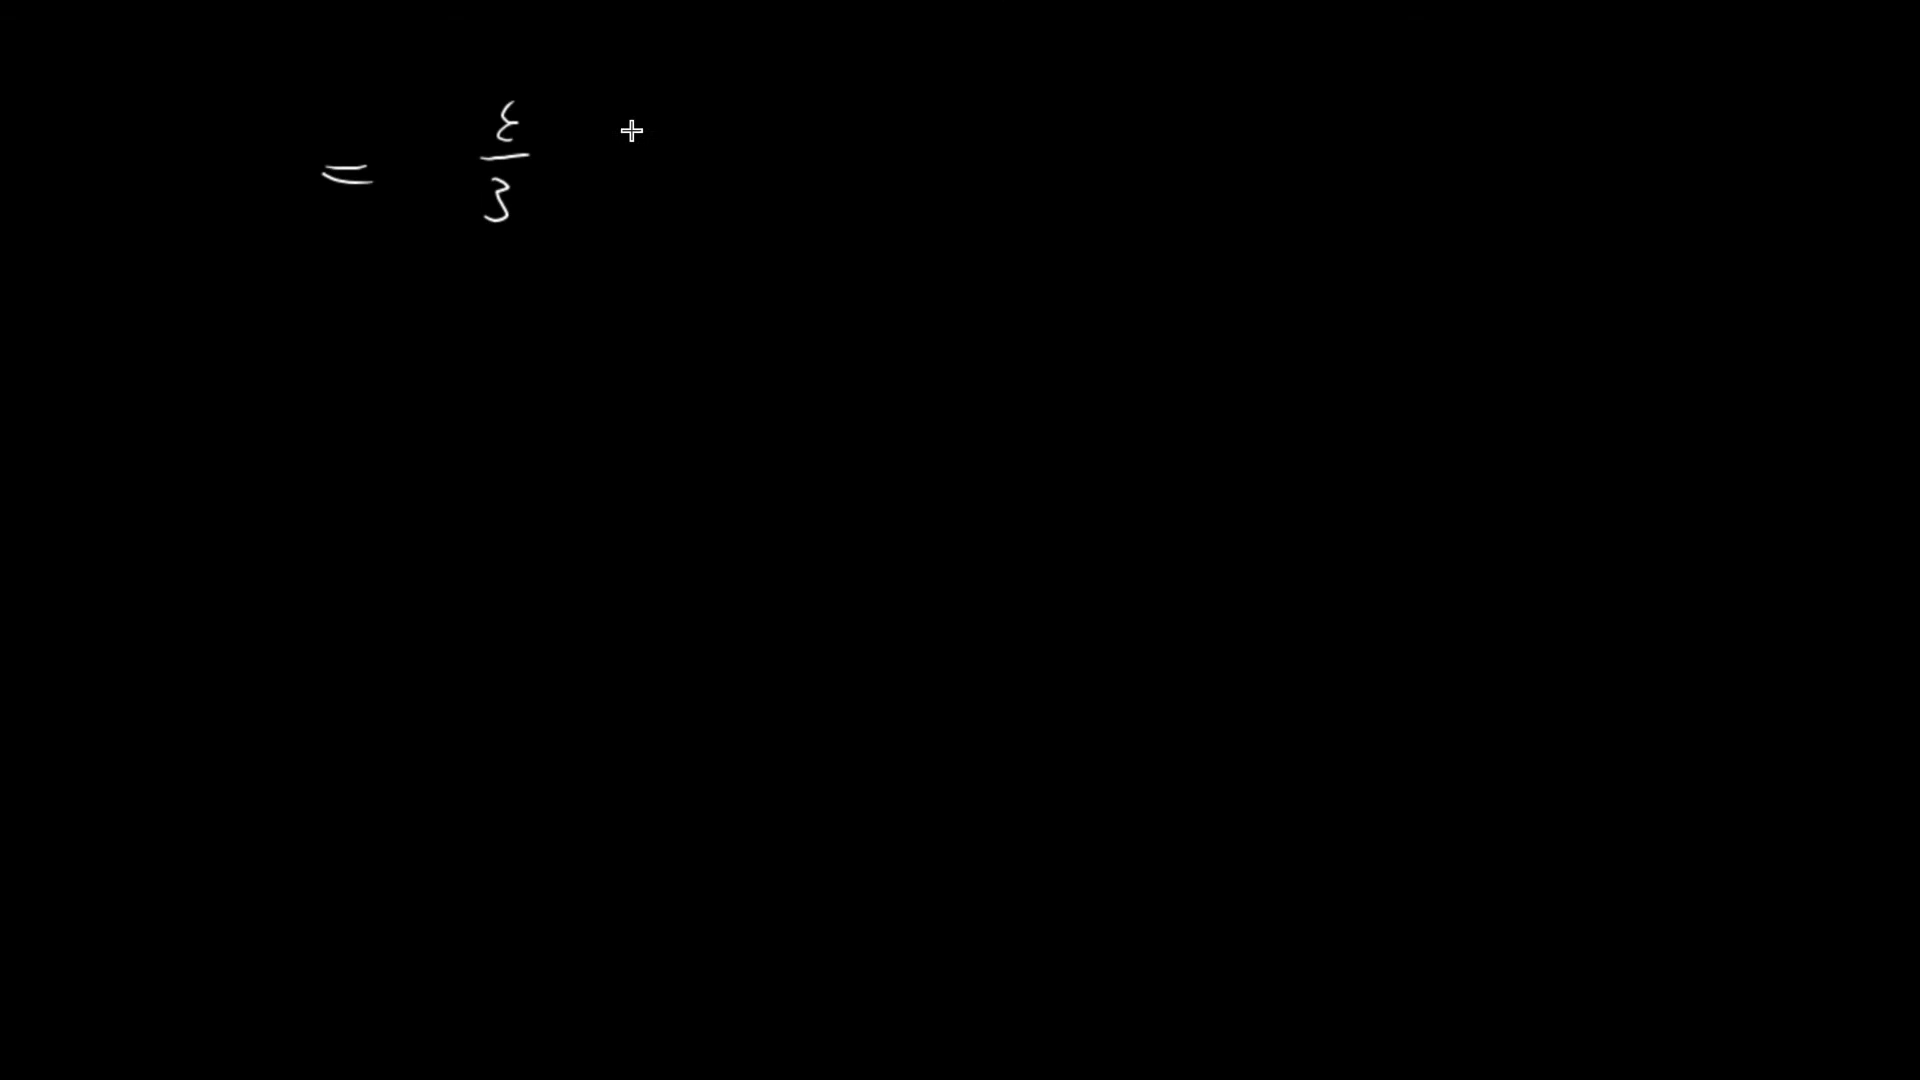 = ε/3